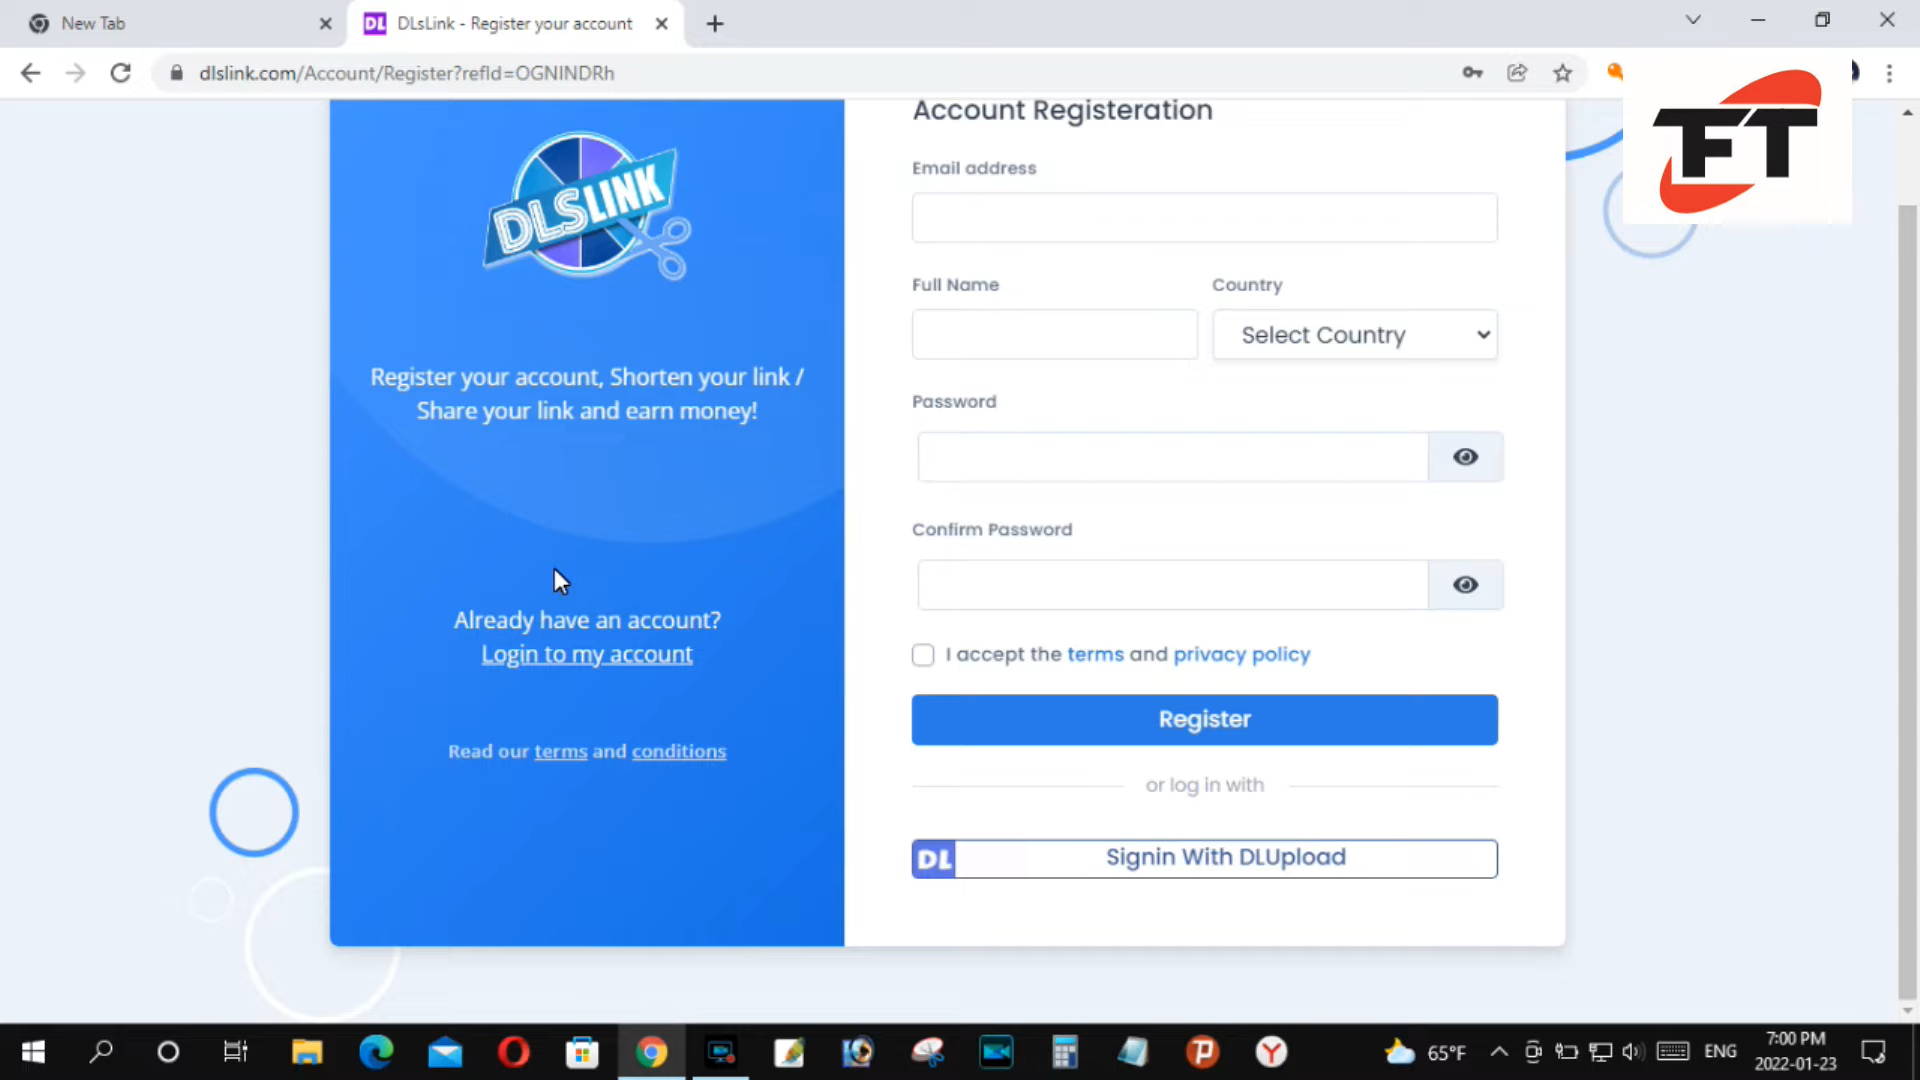 New Tab
DLsLink - Register your account
dlslink.com/Account/Register?refId=OGNINDRh
FT
DLSLINK
Register your account, Shorten your link /
Share your link and earn money!
Already have an account?
Login to my account
Read our terms and conditions
Account Registeration
Email address
Full Name
Country
Select Country
Password
Confirm Password
I accept the terms and privacy policy
Register
or log in with
DL
Signin With DLUpload
65°F
ENG
7:00 PM
2022-01-23